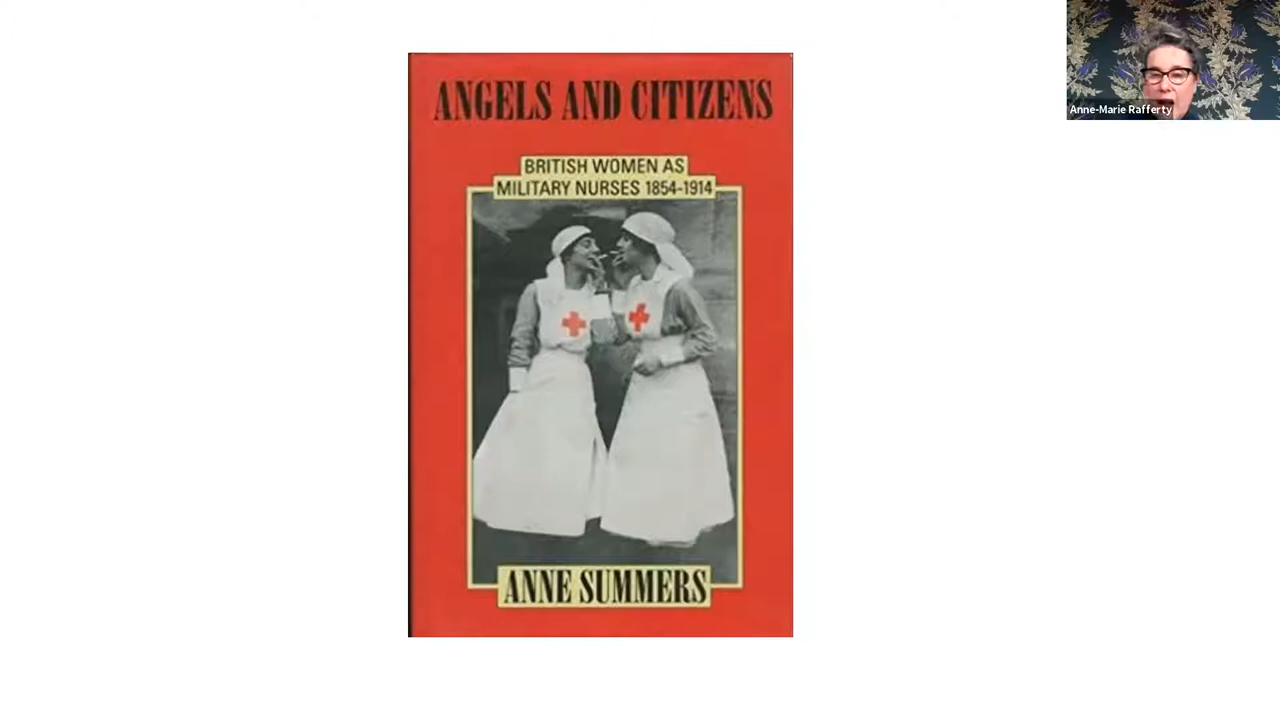 ANGELS AND CITIZENS
BRITISH WOMEN AS
MILITARY NURSES 1854-1914
ANNE SUMMERS
Anne-Marie Rafferty